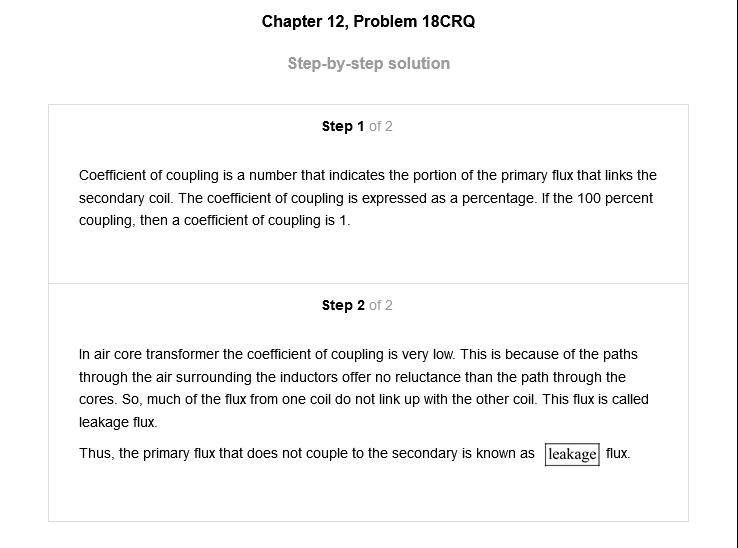 Chapter 12, Problem 18CRQ
Step-by-step solution
Step 1 of 2
Coefficient of coupling is a number that indicates the portion of the primary flux that links the
secondary coil. The coefficient of coupling is expressed as a percentage. If the 100 percent
coupling, then a coefficient of coupling is 1.
Step 2 of 2
In air core transformer the coefficient of coupling is very low. This is because of the paths
through the air surrounding the inductors offer no reluctance than the path through the
cores. So, much of the flux from one coil do not link up with the other coil. This flux is called
leakage flux.
Thus, the primary flux that does not couple to the secondary is known as leakage flux.